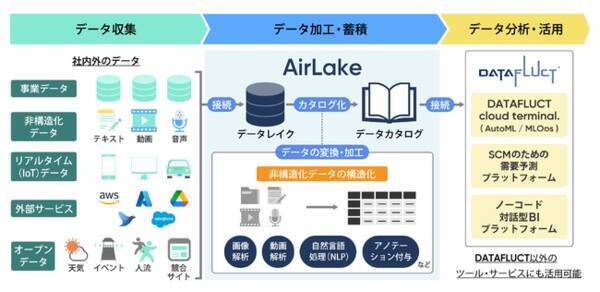 データ収集
データ加工・蓄積
データ分析・活用
社内外のデータ
事業データ
非構造化
データ
テキスト
動画
音声
リアルタイム
(IoT)データ
外部サービス
aws
salesforce
オープン
データ
天気
イベント
人流
競合
サイト
接続
AirLake
データレイク
カタログ化
データカタログ
接続
データの変換・加工
非構造化データの構造化
画像
解析
動画
解析
自然言語
処理(NLP)
アノテー
ション付与
など
DATAFLUCT
DATAFLUCT
cloud terminal.
(AutoML / MLOos)
SCMのための
需要予測
プラットフォーム
ノーコード
対話型BI
プラットフォーム
DATAFLUCT以外の
ツール・サービスにも活用可能